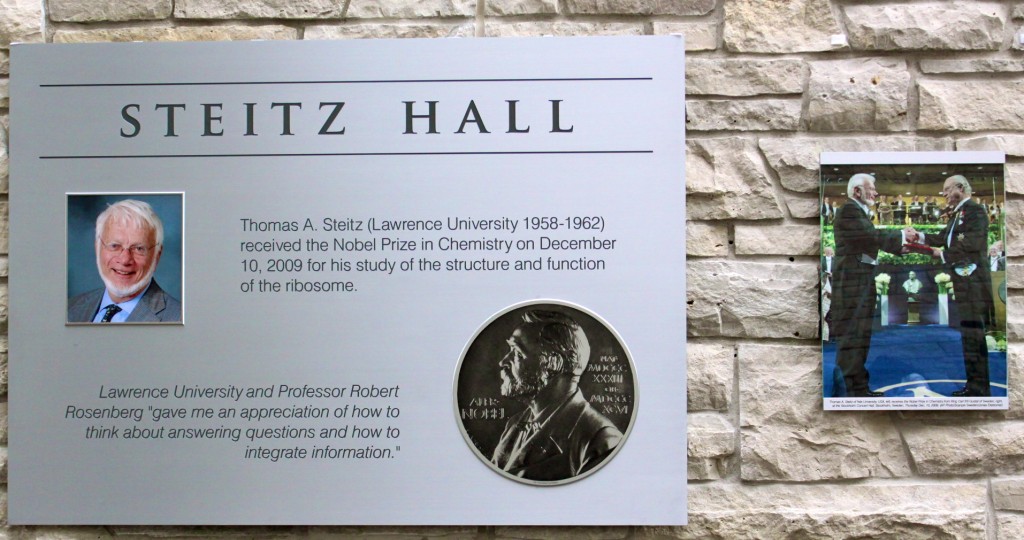 STEITZ HALL
Thomas A. Steitz (Lawrence University 1958-1962)
received the Nobel Prize in Chemistry on December
10, 2009 for his study of the structure and function
of the ribosome.
Lawrence University and Professor Robert
Rosenberg "gave me an appreciation of how to
think about answering questions and how to
integrate information."
ALFR·
NOBEL
NAT·
MDCCC
XXXIII
OB·
MDCCC
XCVI